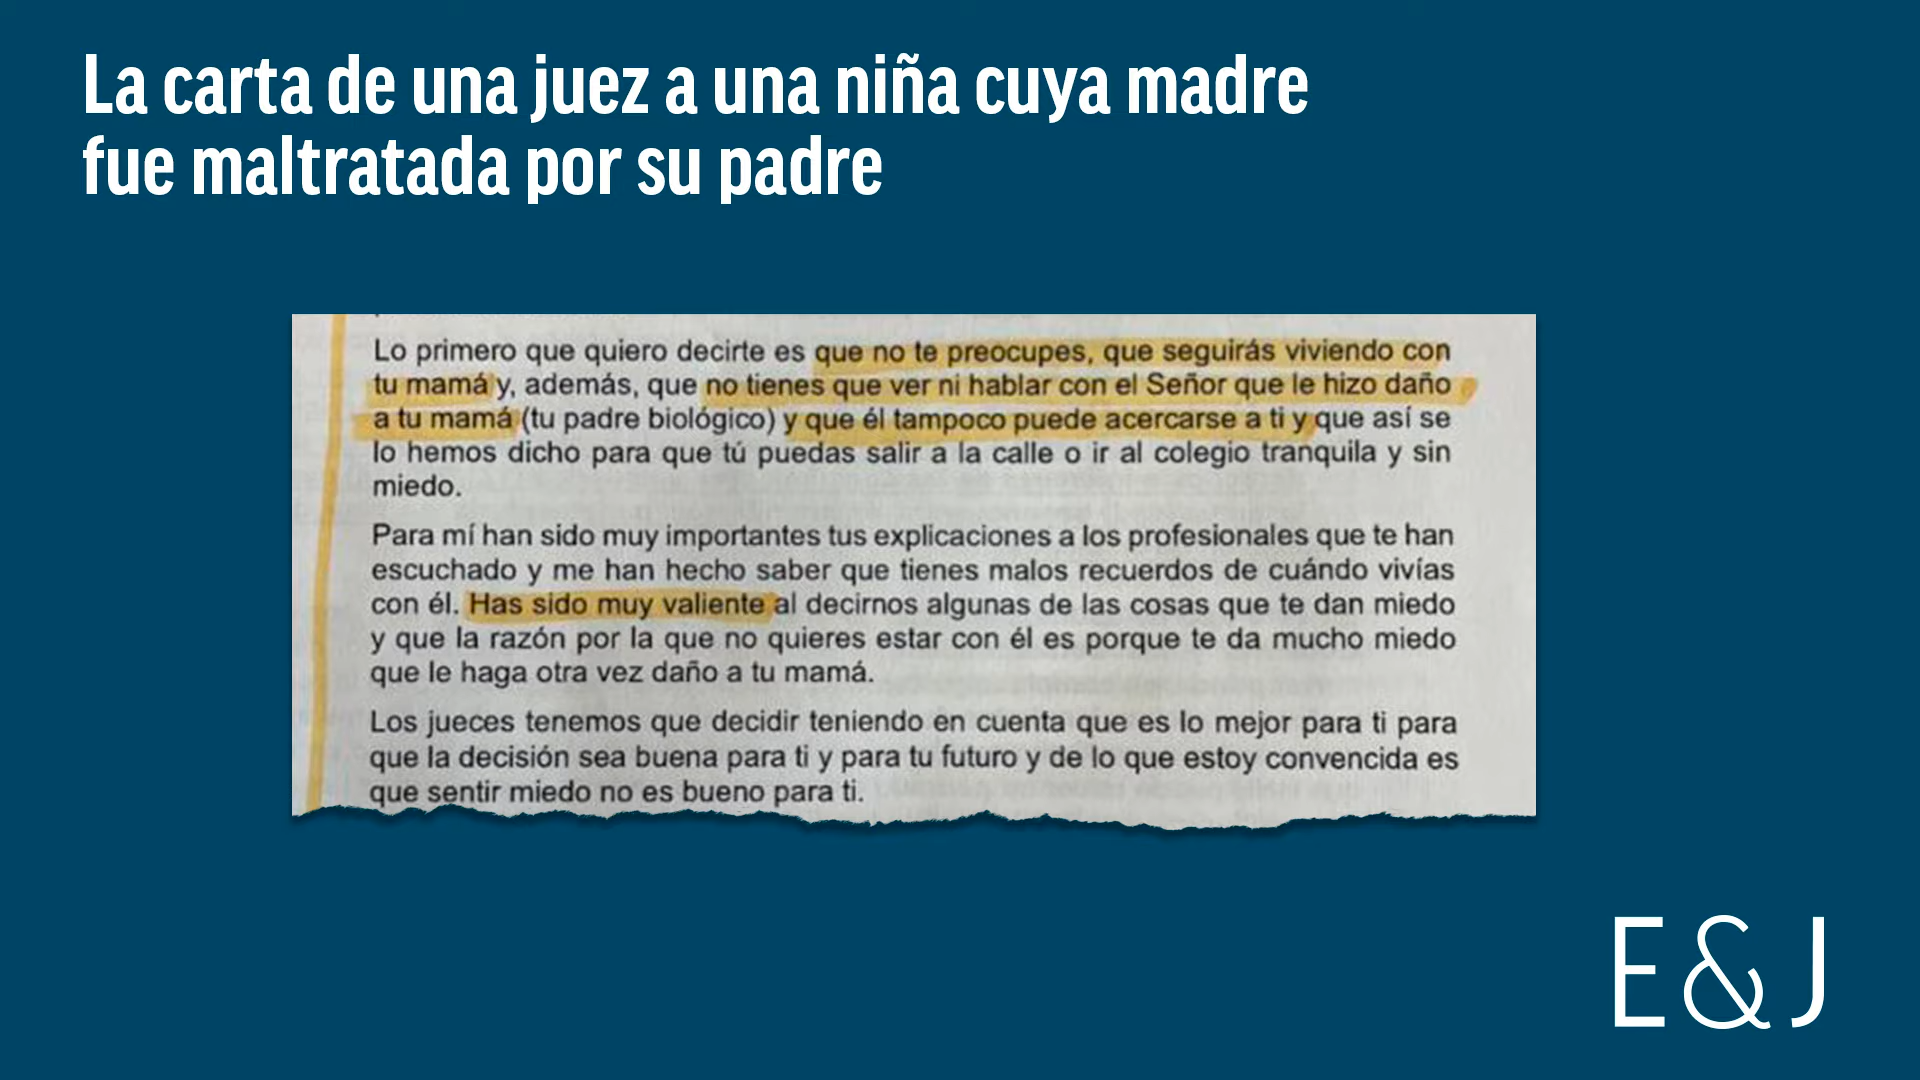 La carta de una juez a una niña cuya madre
fue maltratada por su padre
Lo primero que quiero decirte es que no te preocupes, que seguirás viviendo con
tu mamá y, además, que no tienes que ver ni hablar con el Señor que le hizo daño
a tu mamá (tu padre biológico) y que él tampoco puede acercarse a ti y que así se
lo hemos dicho para que tú puedas salir a la calle o ir al colegio tranquila y sin
miedo.
Para mí han sido muy importantes tus explicaciones a los profesionales que te han
escuchado y me han hecho saber que tienes malos recuerdos de cuándo vivías
con él. Has sido muy valiente al decirnos algunas de las cosas que te dan miedo
y que la razón por la que no quieres estar con él es porque te da mucho miedo
que le haga otra vez daño a tu mamá.
Los jueces tenemos que decidir teniendo en cuenta que es lo mejor para ti para
que la decisión sea buena para ti y para tu futuro y de lo que estoy convencida es
que sentir miedo no es bueno para ti.
E&J